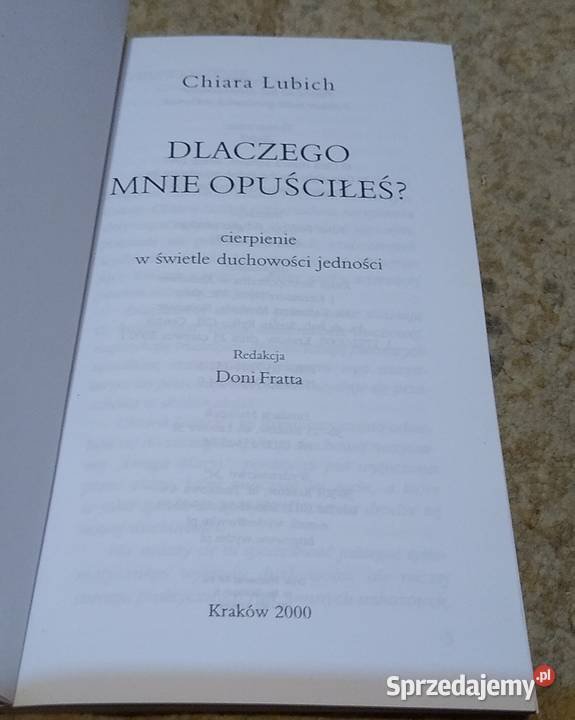 Chiara Lubich
DLACZEGO
MNIE OPUŚCIŁEŚ?
cierpienie
w świetle duchowości jedności
Redakcja
Doni Fratta
Kraków 2000
Sprzedajemy.pl